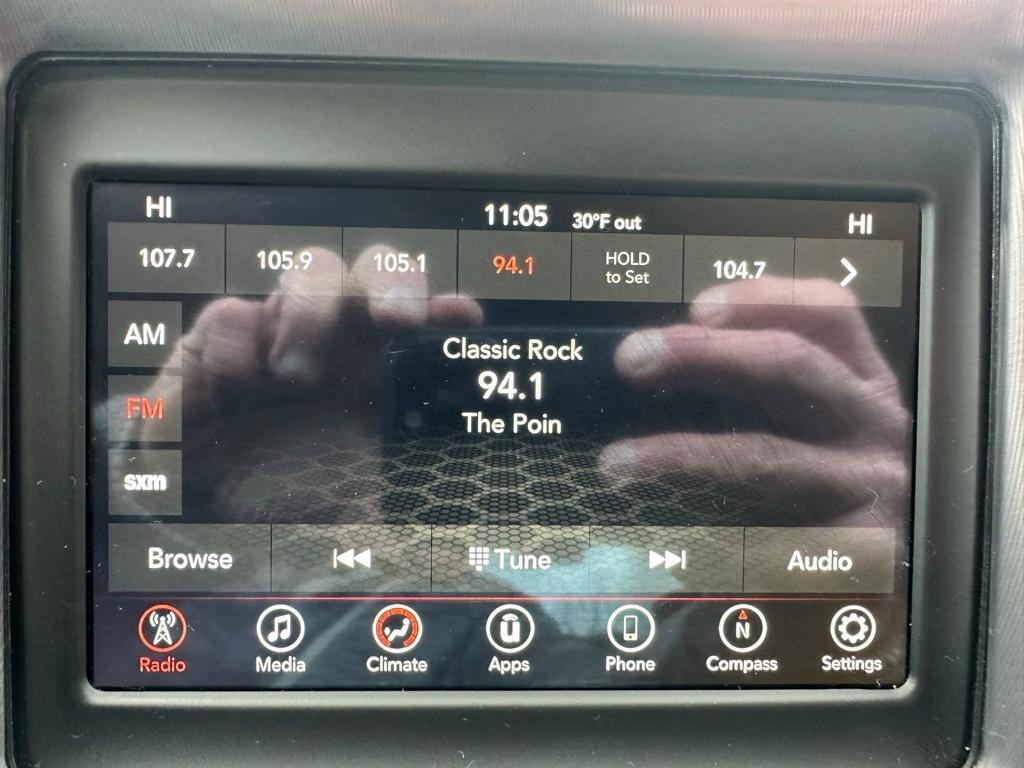 HI 11:05 30°F out HI
107.7 105.9 105.1 94.1 HOLD to Set 104.7
AM
Classic Rock
94.1
FM
The Poin
sxm
Browse Tune Audio
N
Radio Media Climate Apps Phone Compass Settings